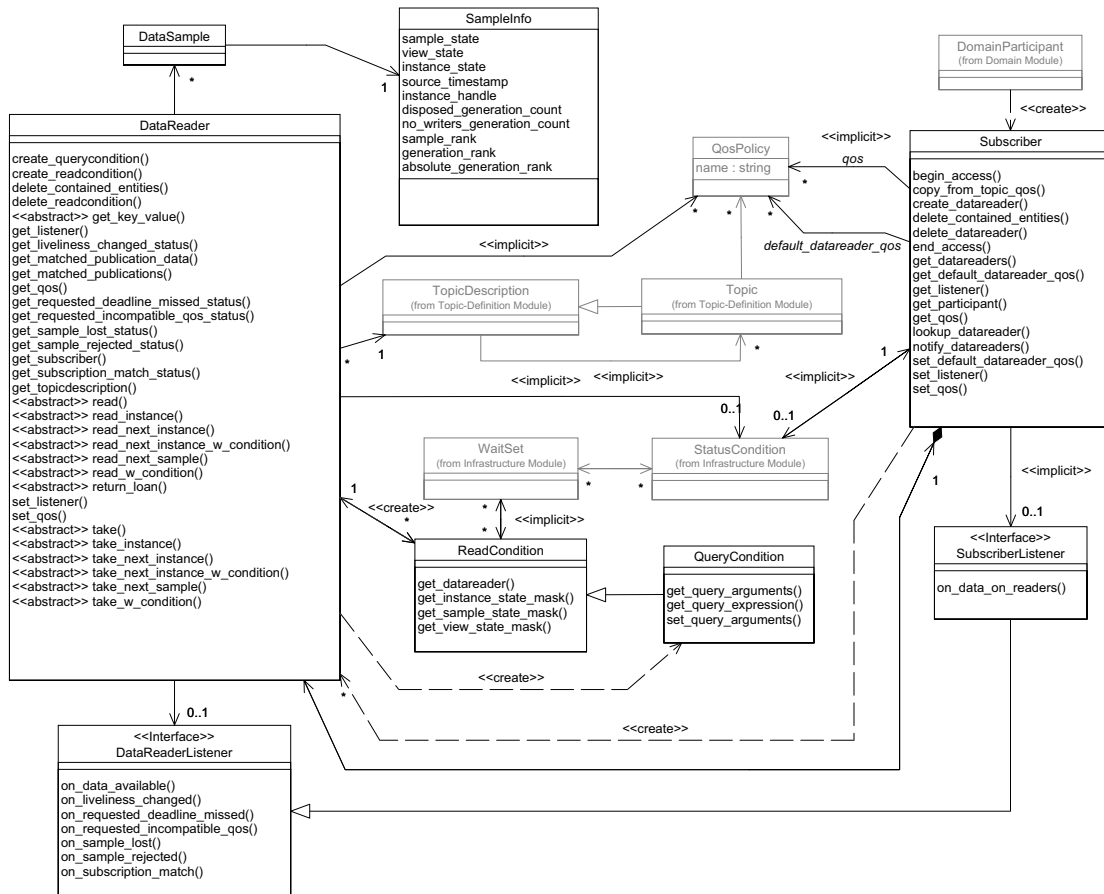 DataSample
*
SampleInfo
sample_state
view_state
instance_state
source_timestamp
instance_handle
disposed_generation_count
no_writers_generation_count
sample_rank
generation_rank
absolute_generation_rank
1
DomainParticipant
(from Domain Module)
<<create>>
DataReader
create_querycondition()
create_readcondition()
delete_contained_entities()
delete_readcondition()
<<abstract>> get_key_value()
get_listener()
get_liveliness_changed_status()
get_matched_publication_data()
get_matched_publications()
get_qos()
get_requested_deadline_missed_status()
get_requested_incompatible_qos_status()
get_sample_lost_status()
get_sample_rejected_status()
get_subscriber()
get_subscription_match_status()
get_topicdescription()
<<abstract>> read()
<<abstract>> read_instance()
<<abstract>> read_next_instance()
<<abstract>> read_next_instance_w_condition()
<<abstract>> read_next_sample()
<<abstract>> read_w_condition()
<<abstract>> return_loan()
set_listener()
set_qos()
<<abstract>> take()
<<abstract>> take_instance()
<<abstract>> take_next_instance()
<<abstract>> take_next_instance_w_condition()
<<abstract>> take_next_sample()
<<abstract>> take_w_condition()
QosPolicy
name : string
*
*
*
*
<<implicit>>
qos
default_datareader_qos
<<implicit>>
Subscriber
begin_access()
copy_from_topic_qos()
create_datareader()
delete_contained_entities()
delete_datareader()
end_access()
get_datareaders()
get_default_datareader_qos()
get_listener()
get_participant()
get_qos()
lookup_datareader()
notify_datareaders()
set_default_datareader_qos()
set_listener()
set_qos()
TopicDescription
(from Topic-Definition Module)
Topic
(from Topic-Definition Module)
*
1
*
<<implicit>>
<<implicit>>
<<implicit>>
1
0..1
0..1
WaitSet
(from Infrastructure Module)
StatusCondition
(from Infrastructure Module)
*
*
1
<<create>>
*
*
*
<<implicit>>
ReadCondition
get_datareader()
get_instance_state_mask()
get_sample_state_mask()
get_view_state_mask()
QueryCondition
get_query_arguments()
get_query_expression()
set_query_arguments()
1
<<implicit>>
0..1
<<Interface>>
SubscriberListener
on_data_on_readers()
<<create>>
*
<<create>>
0..1
<<Interface>>
DataReaderListener
on_data_available()
on_liveliness_changed()
on_requested_deadline_missed()
on_requested_incompatible_qos()
on_sample_lost()
on_sample_rejected()
on_subscription_match()